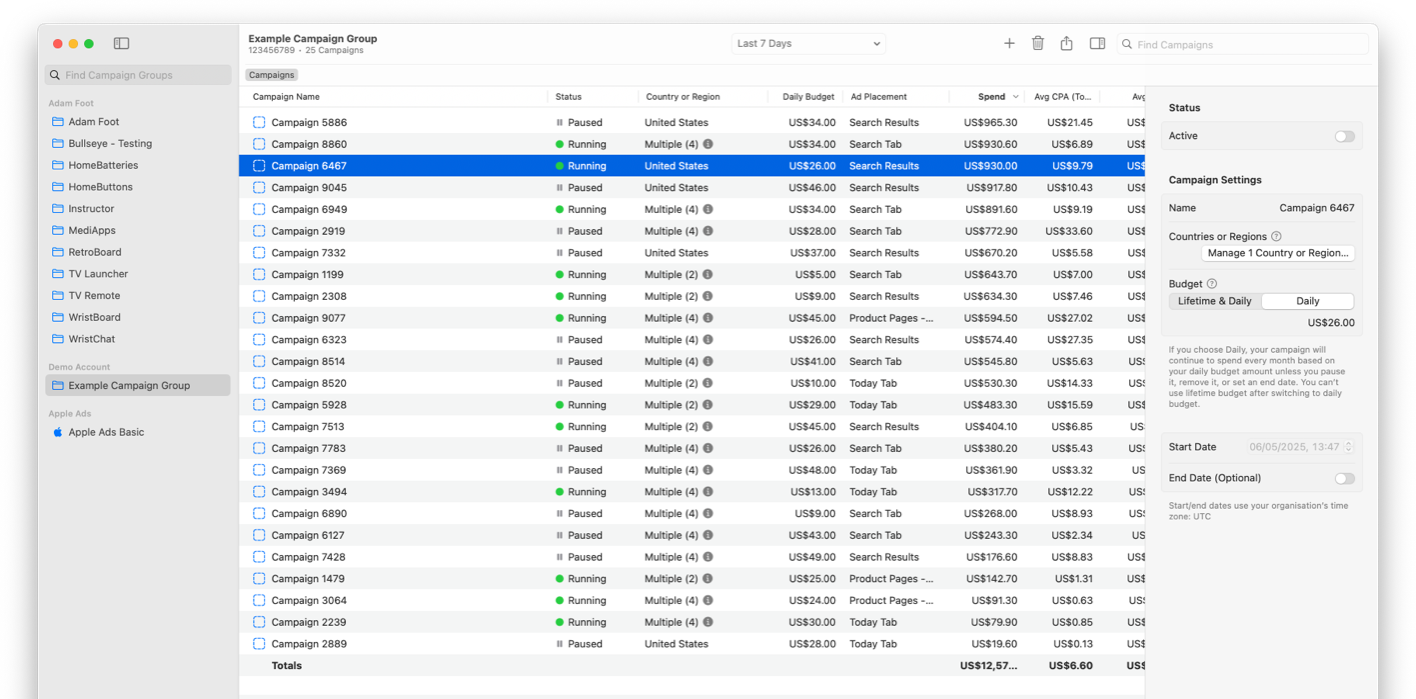 Find Campaign Groups
Adam Foot
Adam Foot
Bullseye - Testing
HomeBatteries
HomeButtons
Instructor
MediApps
RetroBoard
TV Launcher
TV Remote
WristBoard
WristChat
Demo Account
Example Campaign Group
Apple Ads
Apple Ads Basic
Example Campaign Group
123456789 - 25 Campaigns
Last 7 Days
Find Campaigns
Campaigns
Campaign Name Status Country or Region Daily Budget Ad Placement Spend Avg CPA (To... Avg
Campaign 5886 Paused United States US$34.00 Search Results US$965.30 US$21.45 US$
Campaign 8860 Running Multiple (4) US$34.00 Search Tab US$930.60 US$6.89 US$
Campaign 6467 Running United States US$26.00 Search Results US$930.00 US$9.79 US$
Campaign 9045 Paused United States US$46.00 Search Results US$917.80 US$10.43 US$
Campaign 6949 Running Multiple (4) US$34.00 Search Tab US$891.60 US$9.19 US$
Campaign 2919 Paused Multiple (4) US$28.00 Search Tab US$772.90 US$33.60 US$
Campaign 7332 Paused United States US$37.00 Search Results US$670.20 US$5.58 US$
Campaign 1199 Running Multiple (2) US$5.00 Search Tab US$643.70 US$7.00 US$
Campaign 2308 Running Multiple (2) US$9.00 Search Results US$634.30 US$7.46 US$
Campaign 9077 Running Multiple (4) US$45.00 Product Pages -... US$594.50 US$27.02 US$
Campaign 6323 Paused Multiple (4) US$26.00 Search Results US$574.40 US$27.35 US$
Campaign 8514 Paused Multiple (4) US$41.00 Search Tab US$545.80 US$5.63 US$
Campaign 8520 Paused Multiple (2) US$10.00 Today Tab US$530.30 US$14.33 US$
Campaign 5928 Running Multiple (2) US$29.00 Today Tab US$483.30 US$15.59 US$
Campaign 7513 Running Multiple (2) US$45.00 Search Results US$404.10 US$6.85 US
Campaign 7783 Paused Multiple (4) US$26.00 Search Tab US$380.20 US$5.43 US$
Campaign 7369 Paused Multiple (4) US$48.00 Today Tab US$361.90 US$3.32 US
Campaign 3494 Running Multiple (4) US$13.00 Today Tab US$317.70 US$12.22 US$
Campaign 6890 Paused Multiple (4) US$9.00 Search Tab US$268.00 US$8.93 US$
Campaign 6127 Paused Multiple (4) US$43.00 Search Tab US$243.30 US$2.34 US
Campaign 7428 Paused Multiple (4) US$49.00 Search Results US$176.60 US$8.83 US$
Campaign 1479 Running Multiple (2) US$25.00 Product Pages -... US$142.70 US$1.31 US$
Campaign 3064 Running Multiple (4) US$24.00 Product Pages -... US$91.30 US$0.63 US$
Campaign 2239 Running Multiple (4) US$30.00 Today Tab US$79.90 US$0.85 US$
Campaign 2889 Paused United States US$28.00 Today Tab US$19.60 US$0.13 US$
Totals US$12,57... US$6.60 US$
Status
Active
Campaign Settings
Name Campaign 6467
Countries or Regions
Manage 1 Country or Region...
Budget
Lifetime & Daily Daily
US$26.00
If you choose Daily, your campaign will
continue to spend every month based on
your daily budget amount unless you pause
it, remove it, or set an end date. You can't
use lifetime budget after switching to daily
budget.
Start Date 06/05/2025, 13:47
End Date (Optional)
Start/end dates use your organisation's time
zone: UTC